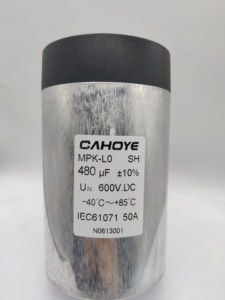 CAHOYE
MPK-L0 SH
480 µF ±10%
UN 600V.DC
-40℃～+85℃
IEC61071 50A
N0613001